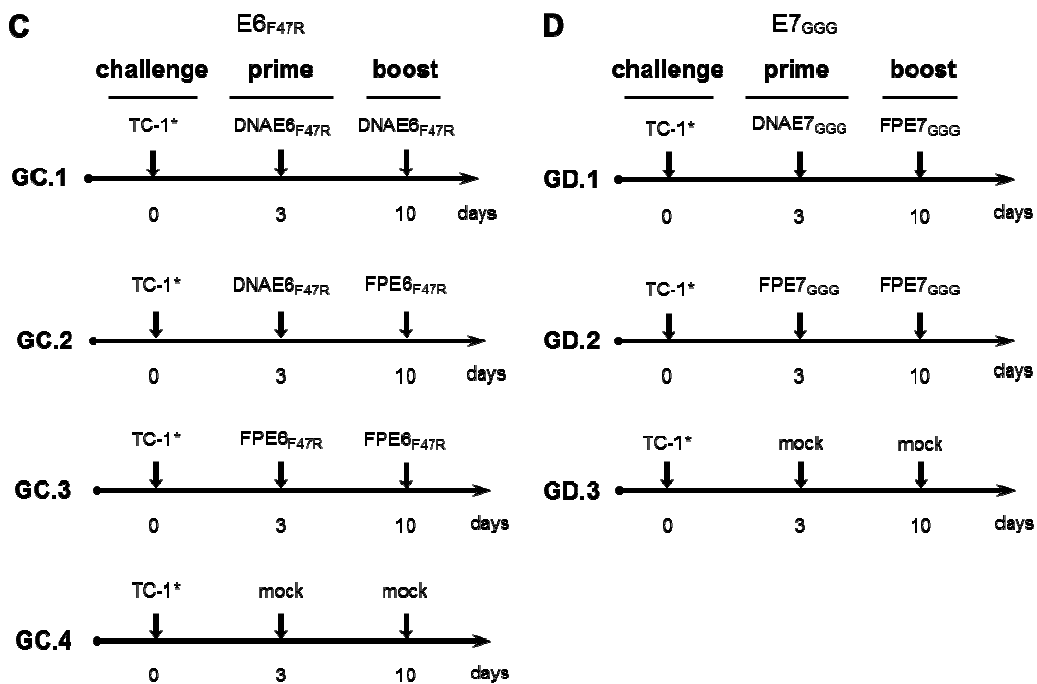 C
E6F47R
challenge prime boost
TC-1* DNAE6F47R DNAE6F47R
GC.1
0 3 10 days
TC-1* DNAE6F47R FPE6F47R
GC.2
0 3 10 days
TC-1* FPE6F47R FPE6F47R
GC.3
0 3 10 days
TC-1* mock mock
GC.4
0 3 10 days
D
E7GGG
challenge prime boost
TC-1* DNAE7GGG FPE7GGG
GD.1
0 3 10 days
TC-1* FPE7GGG FPE7GGG
GD.2
0 3 10 days
TC-1* mock mock
GD.3
0 3 10 days